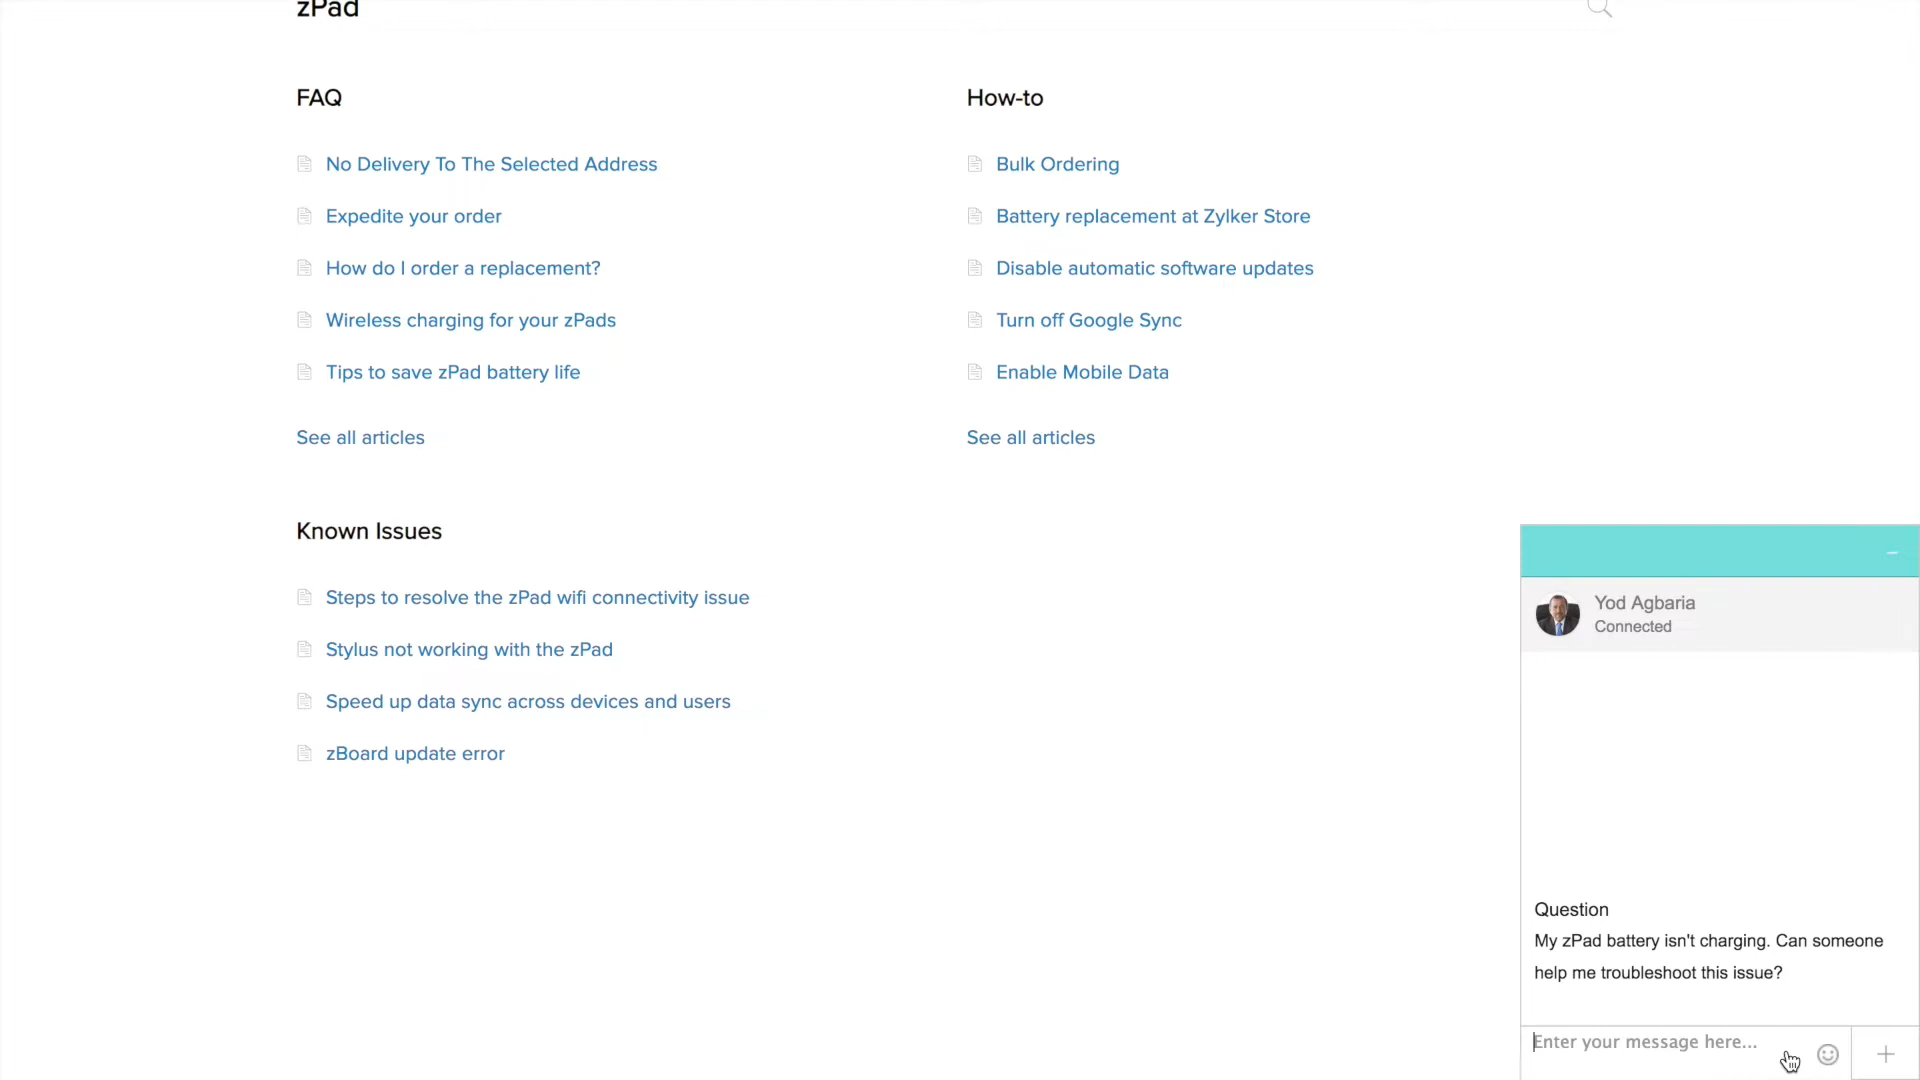 zPad
FAQ
No Delivery To The Selected Address
Expedite your order
How do I order a replacement?
Wireless charging for your zPads
Tips to save zPad battery life
See all articles
How-to
Bulk Ordering
Battery replacement at Zylker Store
Disable automatic software updates
Turn off Google Sync
Enable Mobile Data
See all articles
Known Issues
Steps to resolve the zPad wifi connectivity issue
Stylus not working with the zPad
Speed up data sync across devices and users
zBoard update error
Yod Agbaria
Connected
Question
My zPad battery isn't charging. Can someone
help me troubleshoot this issue?
Enter your message here...